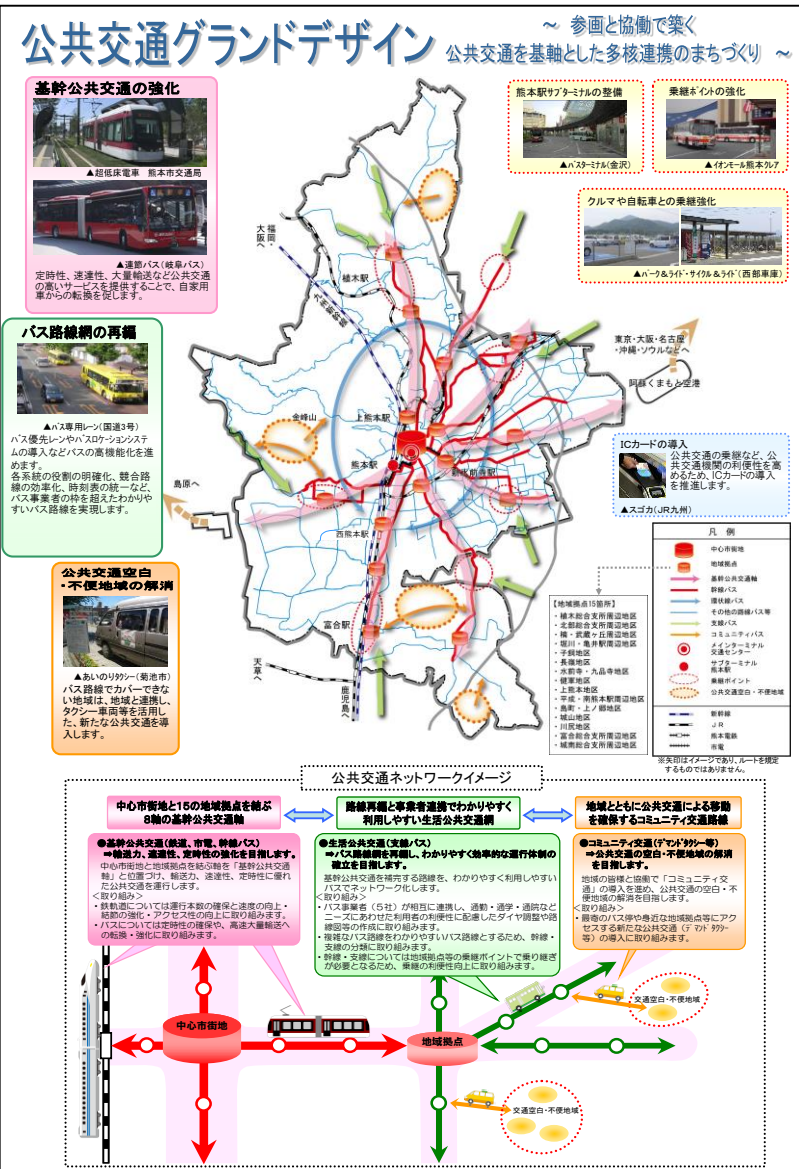 公共交通グランドデザイン
～ 参画と協働で築く
公共交通を基軸とした多核連携のまちづくり ～
基幹公共交通の強化
▲超低床電車 熊本市交通局
▲連節バス(岐阜バス)
定時性、速達性、大量輸送など公共交通
の高いサービスを提供することで、自家用
車からの転換を促します。
バス路線網の再編
▲バス専用レーン(国道3号)
バス優先レーンやバスロケーションシステ
ムの導入などバスの高機能化を進
めます。
各系統の役割の明確化、競合路
線の効率化、時刻表の統一など、
バス事業者の枠を超えたわかりや
すいバス路線を実現します。
公共交通空白
・不便地域の解消
▲あいのりタクシー(菊池市)
バス路線でカバーできな
い地域は、地域と連携し、
タクシー車両等を活用し
た、新たな公共交通を導
入します。
熊本駅サブターミナルの整備
▲バスターミナル(金沢)
乗継ポイントの強化
▲イオンモール熊本クレア
クルマや自転車との乗継強化
▲パーク&ライド・サイクル&ライド(西部車庫)
福岡・
大阪へ
植木駅
九州新幹線
東京・大阪・名古屋
・沖縄・ソウルなどへ
阿蘇くまもと空港
金峰山
上熊本駅
熊本駅
新水前寺駅
島原へ
西熊本駅
富合駅
天草へ
鹿児島へ
ICカードの導入
公共交通の乗継など、公
共交通機関の利便性を高
めるため、ICカードの導入
を推進します。
▲スゴカ(JR九州)
【地域拠点15箇所】
・植木総合支所周辺地区
・北部総合支所周辺地区
・楠・武蔵ヶ丘周辺地区
・堀川・亀井駅周辺地区
・子飼地区
・長嶺地区
・水前寺・九品寺地区
・健軍地区
・上熊本地区
・平成・南熊本駅周辺地区
・島町・上ノ郷地区
・城山地区
・川尻地区
・富合総合支所周辺地区
・城南総合支所周辺地区
凡 例
中心市街地
地域拠点
基幹公共交通軸
幹線バス
環状線バス
その他の路線バス等
支線バス
コミュニティバス
メインターミナル
交通センター
サブターミナル
熊本駅
乗継ポイント
公共交通空白・不便地域
新幹線
JR
熊本電鉄
市電
※矢印はイメージであり、ルートを規定
するものではありません。
公共交通ネットワークイメージ
中心市街地と15の地域拠点を結ぶ
8軸の基幹公共交通軸
路線再編と事業者連携でわかりやすく
利用しやすい生活公共交通網
地域とともに公共交通による移動
を確保するコミュニティ交通路線
●基幹公共交通(鉄道、市電、幹線バス)
⇒輸送力、速達性、定時性の強化を目指します。
中心市街地と地域拠点を結ぶ軸を「基幹公共交通
軸」と位置づけ、輸送力、速達性、定時性に優れ
た公共交通を運行します。
<取り組み>
・鉄軌道については運行本数の確保と速度の向上・
結節の強化・アクセス性の向上に取り組みます。
・バスについては定時性の確保や、高速大量輸送へ
の転換・強化に取り組みます。
●生活公共交通(支線バス)
⇒バス路線網を再編し、わかりやすく効率的な運行体制の
確立を目指します。
基幹公共交通を補完する路線を、わかりやすく利用しやすい
バスでネットワーク化します。
<取り組み>
・バス事業者(5社)が相互に連携し、通勤・通学・通院など
ニーズにあわせた利用者の利便性に配慮したダイヤ調整や路
線図等の作成に取り組みます。
・複雑なバス路線をわかりやすいバス路線とするため、幹線・
支線の分類に取り組みます。
・幹線・支線については地域拠点等の乗継ポイントで乗り継ぎ
が必要となるため、乗継の利便性向上に取り組みます。
●コミュニティ交通(デマンドタクシー等)
⇒公共交通の空白・不便地域の解消
を目指します。
地域の皆様と協働で「コミュニティ交
通」の導入を進め、公共交通の空白・不
便地域の解消を目指します。
<取り組み>
・最寄のバス停や身近な地域拠点等にアク
セスする新たな公共交通(デマンドタクシー
等)の導入に取り組みます。
中心市街地
地域拠点
交通空白・不便地域
交通空白・不便地域